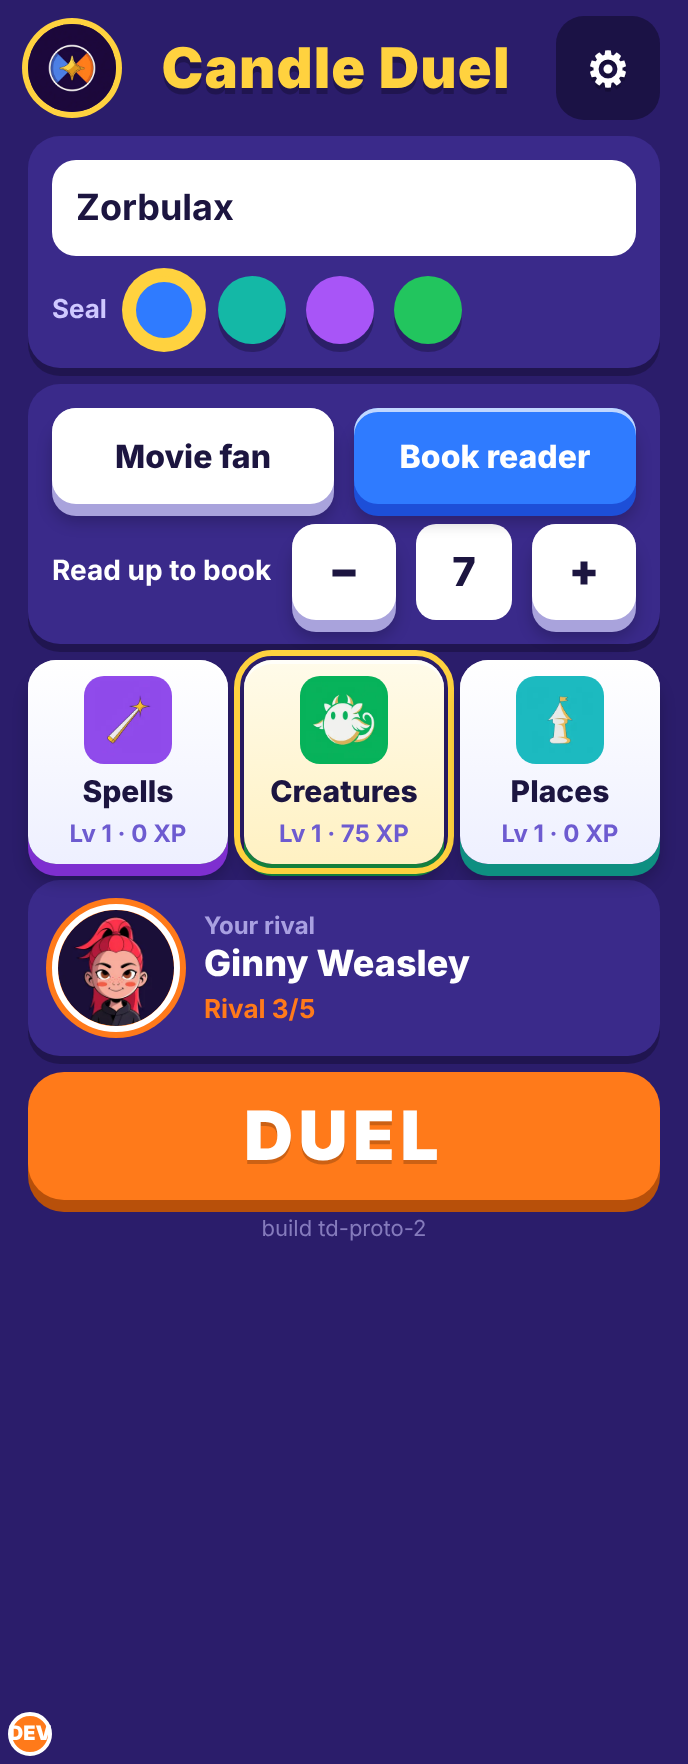 Candle Duel
Zorbulax
Seal
Movie fan
Book reader
Read up to book
−
7
+
Spells
Lv 1 · 0 XP
Creatures
Lv 1 · 75 XP
Places
Lv 1 · 0 XP
Your rival
Ginny Weasley
Rival 3/5
DUEL
build td-proto-2
DEV